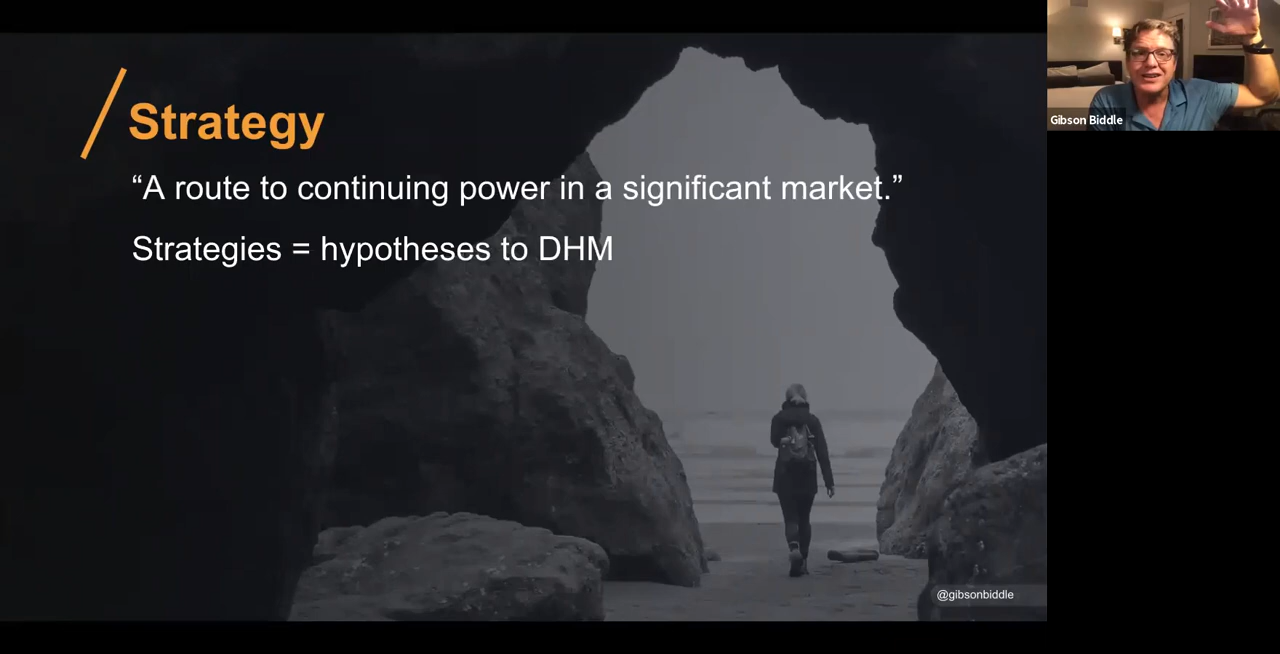 Strategy
“A route to continuing power in a significant market.”
Strategies = hypotheses to DHM
@gibsonbiddle
Gibson Biddle